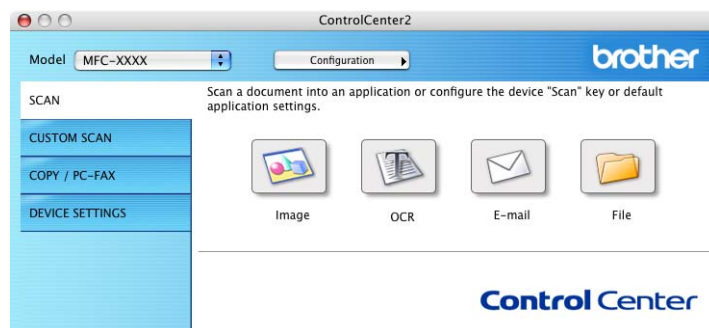 ControlCenter2
Model MFC-XXXX Configuration brother
SCAN
CUSTOM SCAN
COPY / PC-FAX
DEVICE SETTINGS
Scan a document into an application or configure the device "Scan" key or default
application settings.
Image OCR E-mail File
Control Center